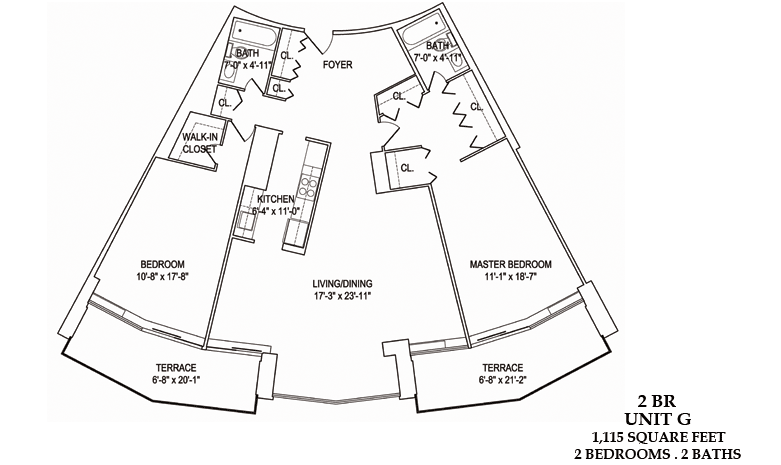 BATH
7'-0" x 4'-11"
CL.
FOYER
BATH
7'-0" x 4'-11"
CL.
CL.
CL.
CL.
WALK-IN
CLOSET
CL.
KITCHEN
6'-4" x 11'-0"
BEDROOM
10'-8" x 17'-8"
MASTER BEDROOM
11'-1" x 18'-7"
LIVING/DINING
17'-3" x 23'-11"
TERRACE
6'-8" x 20'-1"
TERRACE
6'-8" x 21'-2"
2 BR
UNIT G
1,115 SQUARE FEET
2 BEDROOMS . 2 BATHS